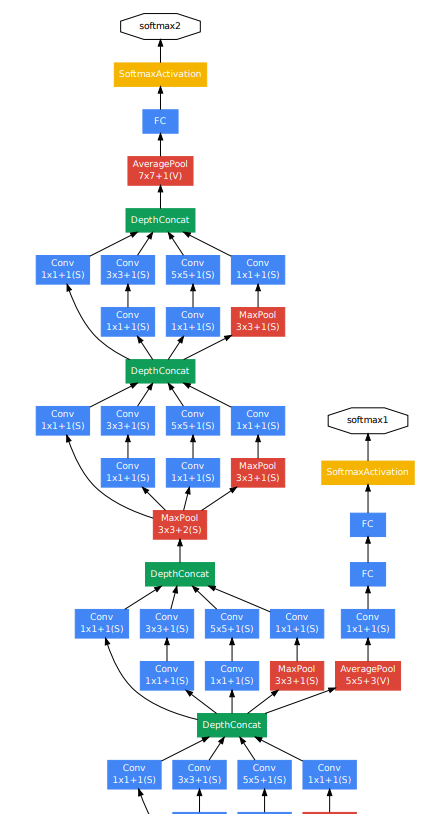 softmax2
SoftmaxActivation
FC
AveragePool
7x7+1(V)
DepthConcat
Conv
1x1+1(S)
Conv
3x3+1(S)
Conv
5x5+1(S)
Conv
1x1+1(S)
Conv
1x1+1(S)
Conv
1x1+1(S)
MaxPool
3x3+1(S)
DepthConcat
Conv
1x1+1(S)
Conv
3x3+1(S)
Conv
5x5+1(S)
Conv
1x1+1(S)
softmax1
Conv
1x1+1(S)
Conv
1x1+1(S)
MaxPool
3x3+1(S)
SoftmaxActivation
MaxPool
3x3+2(S)
FC
DepthConcat
FC
Conv
1x1+1(S)
Conv
3x3+1(S)
Conv
5x5+1(S)
Conv
1x1+1(S)
Conv
1x1+1(S)
Conv
1x1+1(S)
Conv
1x1+1(S)
MaxPool
3x3+1(S)
AveragePool
5x5+3(V)
DepthConcat
Conv
1x1+1(S)
Conv
3x3+1(S)
Conv
5x5+1(S)
Conv
1x1+1(S)